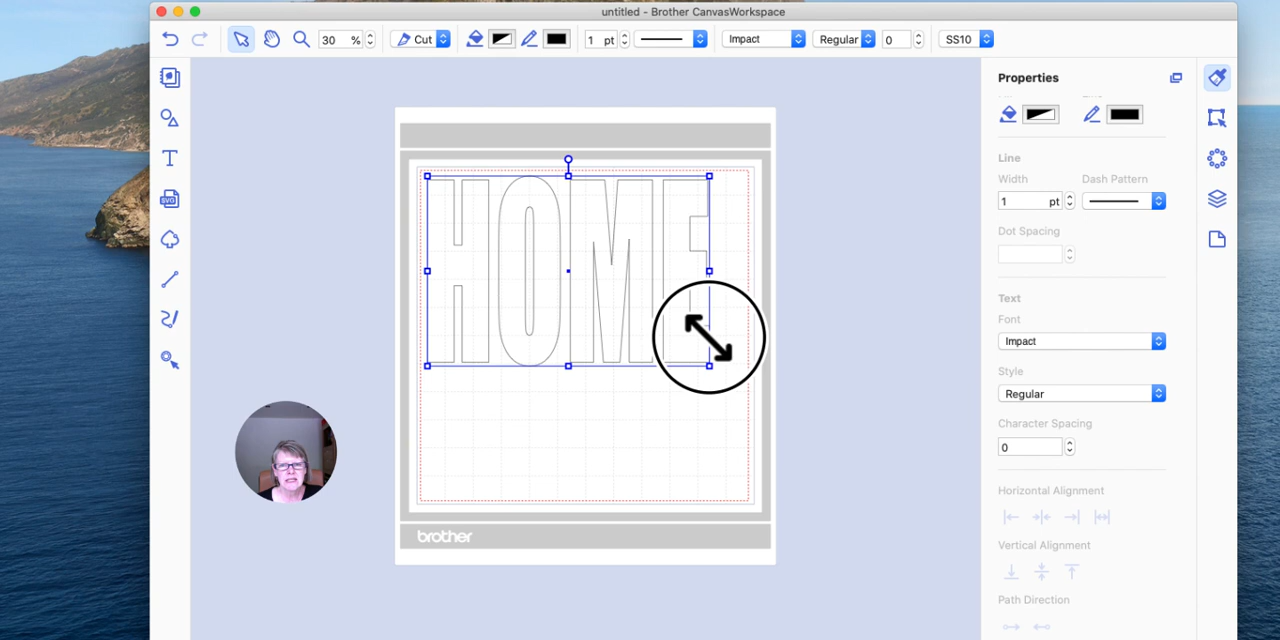 untitled - Brother CanvasWorkspace
30 % Cut 1 pt Impact Regular 0 SS10
Properties
Line
Width Dash Pattern
1 pt
Dot Spacing
Text
Font
Impact
Style
Regular
Character Spacing
0
Horizontal Alignment
Vertical Alignment
Path Direction
T
SVG
HOME
brother